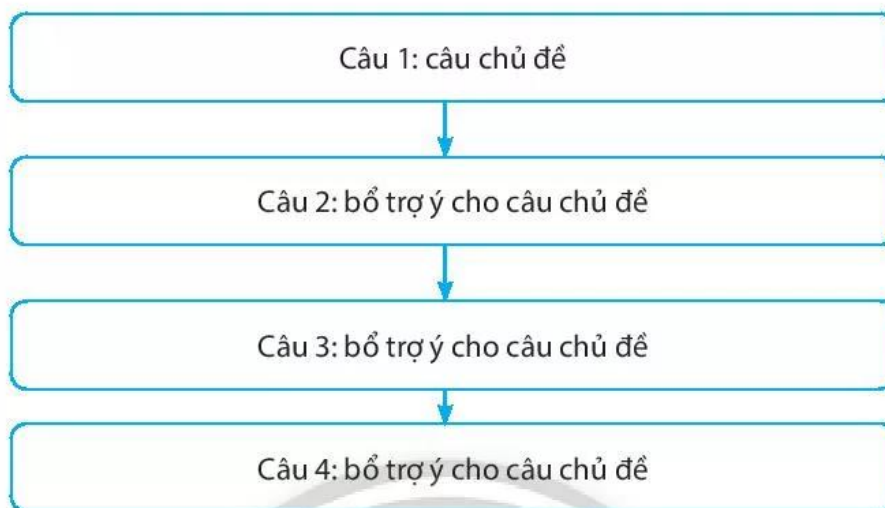 Câu 1: câu chủ đề
Câu 2: bổ trợ ý cho câu chủ đề
Câu 3: bổ trợ ý cho câu chủ đề
Câu 4: bổ trợ ý cho câu chủ đề